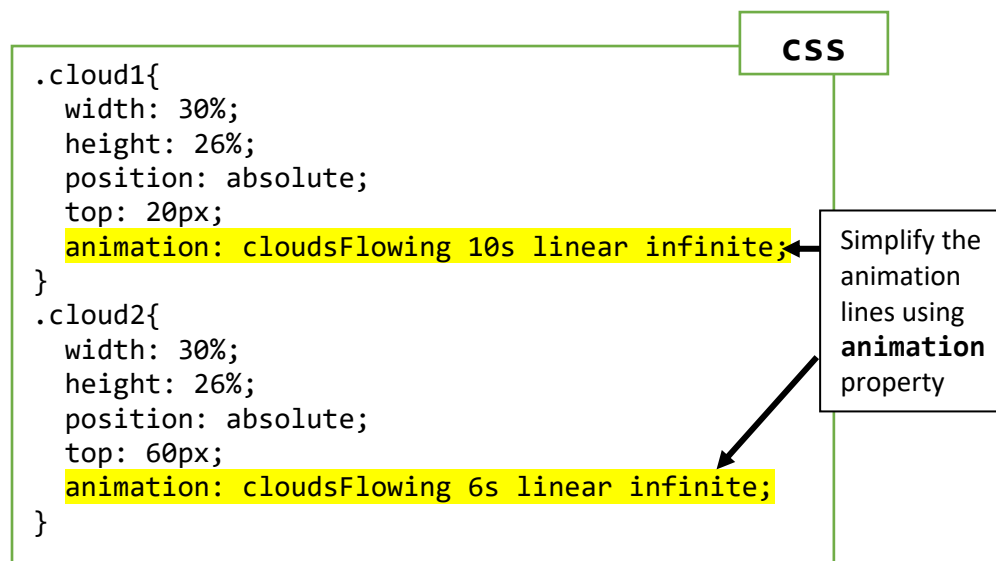 css
.cloud1{
width: 30%;
height: 26%;
position: absolute;
top: 20px;
animation: cloudsFlowing 10s linear infinite;
}
.cloud2{
width: 30%;
height: 26%;
position: absolute;
top: 60px;
animation: cloudsFlowing 6s linear infinite;
}
Simplify the
animation
lines using
animation
property